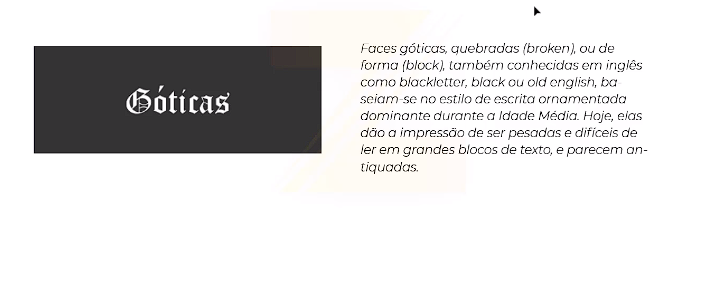 Góticas
Faces góticas, quebradas (broken), ou de
forma (block), também conhecidas em inglês
como blackletter, black ou old english, ba
seiam-se no estilo de escrita ornamentada
dominante durante a Idade Média. Hoje, elas
dão a impressão de ser pesadas e difíceis de
ler em grandes blocos de texto, e parecem an-
tiquadas.